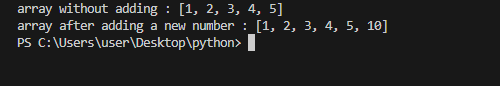 array without adding : [1, 2, 3, 4, 5]
array after adding a new number : [1, 2, 3, 4, 5, 10]
PS C:\Users\user\Desktop\python>